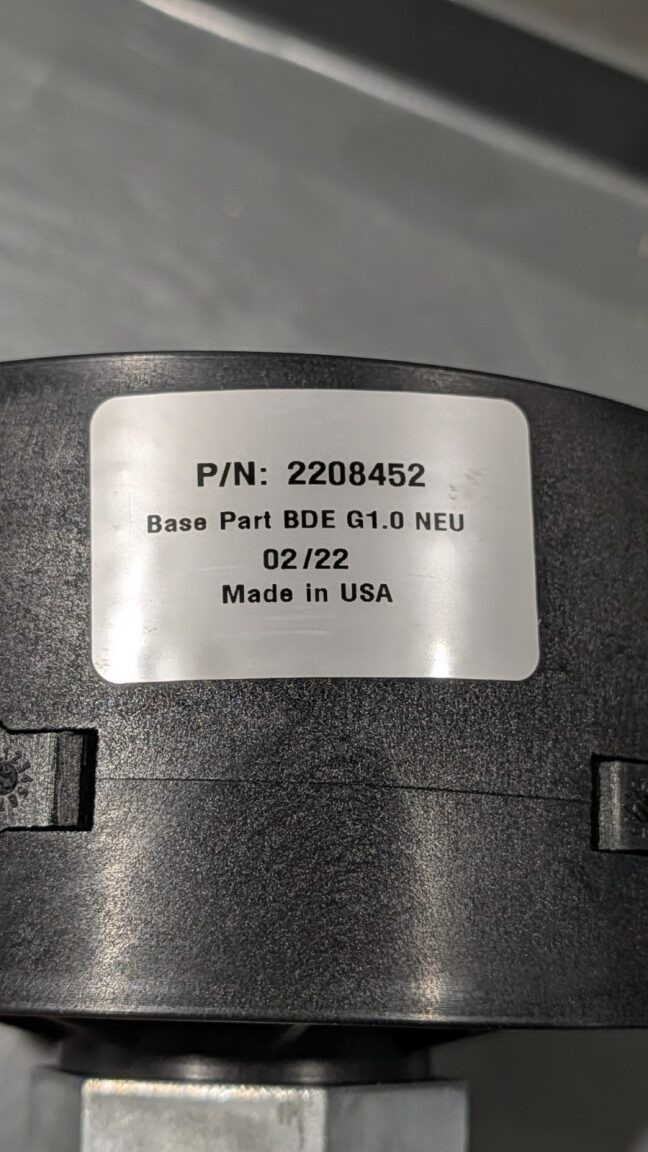 P/N: 2208452
Base Part BDE G1.0 NEU
02/22
Made in USA